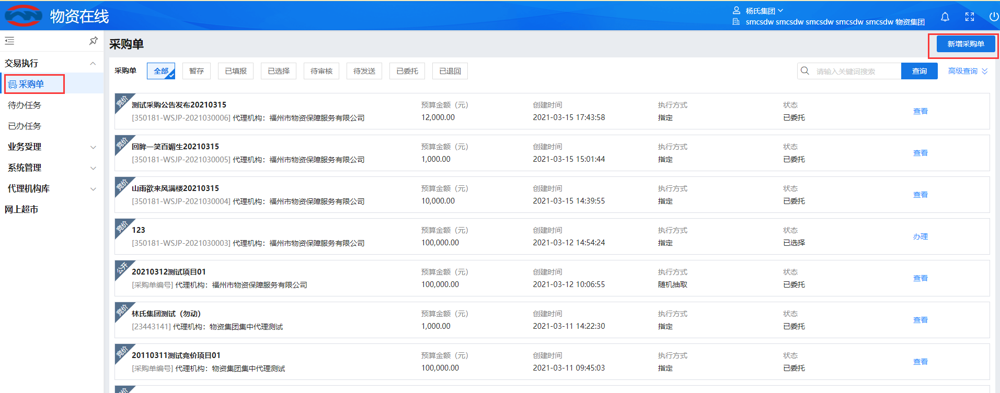 物资在线
杨氏集团
smcsdw smcsdw smcsdw smcsdw smcsdw 物资集团
采购单
新增采购单
交易执行
采购单
待办任务
已办任务
业务受理
系统管理
代理机构库
网上超市
采购单 全部 暂存 已填报 已选择 待审核 待发送 已委托 已退回 请输入关键词搜索 查询 高级查询
竞价
测试采购公告发布20210315 预算金额（元） 创建时间 执行方式 状态
[350181-WSJP-2021030006] 代理机构：福州市物资保障服务有限公司 12,000.00 2021-03-15 17:43:58 指定 已委托 查看
竞价
回眸一笑百媚生20210315 预算金额（元） 创建时间 执行方式 状态
[350181-WSJP-2021030005] 代理机构：福州市物资保障服务有限公司 1,000.00 2021-03-15 15:01:44 指定 已委托 查看
竞价
山雨欲来风满楼20210315 预算金额（元） 创建时间 执行方式 状态
[350181-WSJP-2021030004] 代理机构：福州市物资保障服务有限公司 10,000.00 2021-03-15 14:39:55 指定 已委托 查看
竞价
123 预算金额（元） 创建时间 执行方式 状态
[350181-WSJP-2021030003] 代理机构：福州市物资保障服务有限公司 100,000.00 2021-03-12 14:54:24 指定 已选择 办理
公开
20210312测试项目01 预算金额（元） 创建时间 执行方式 状态
[采购单编号] 代理机构：福州市物资保障服务有限公司 100,000.00 2021-03-12 10:06:55 随机抽取 已委托 查看
竞价
林氏集团测试（勿动） 预算金额（元） 创建时间 执行方式 状态
[23443141] 代理机构：物资集团集中代理测试 1,000.00 2021-03-11 14:22:30 指定 已委托 查看
竞价
20110311测试竞价项目01 预算金额（元） 创建时间 执行方式 状态
[采购单编号] 代理机构：物资集团集中代理测试 100,000.00 2021-03-11 09:45:03 指定 已委托 查看